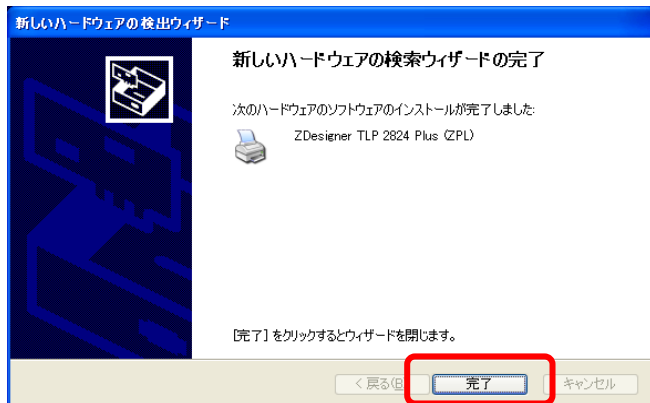 新しいハードウェアの検出ウィザード
新しいハードウェアの検索ウィザードの完了
次のハードウェアのソフトウェアのインストールが完了しました:
ZDesigner TLP 2824 Plus (ZPL)
[完了] をクリックするとウィザードを閉じます。
< 戻る(B 完了 キャンセル